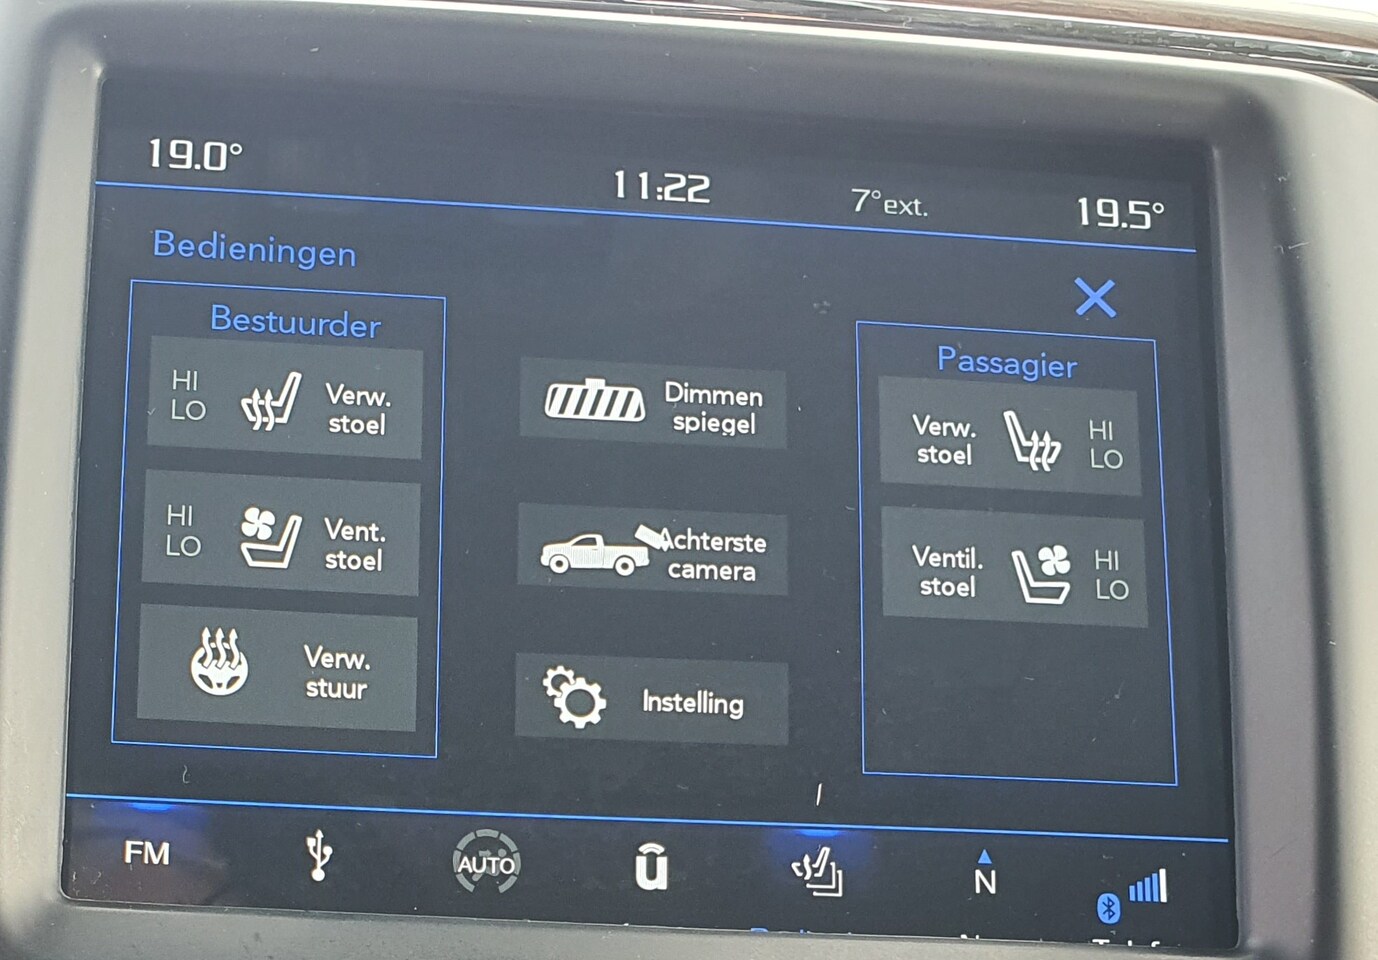 19.0°
11:22
7°ext.
19.5°
Bedieningen
Bestuurder
HI
LO
Verw.
stoel
HI
LO
Vent.
stoel
Verw.
stuur
Dimmen
spiegel
Achterste
camera
Instelling
Passagier
Verw.
stoel
HI
LO
Ventil.
stoel
HI
LO
FM
AUTO
N